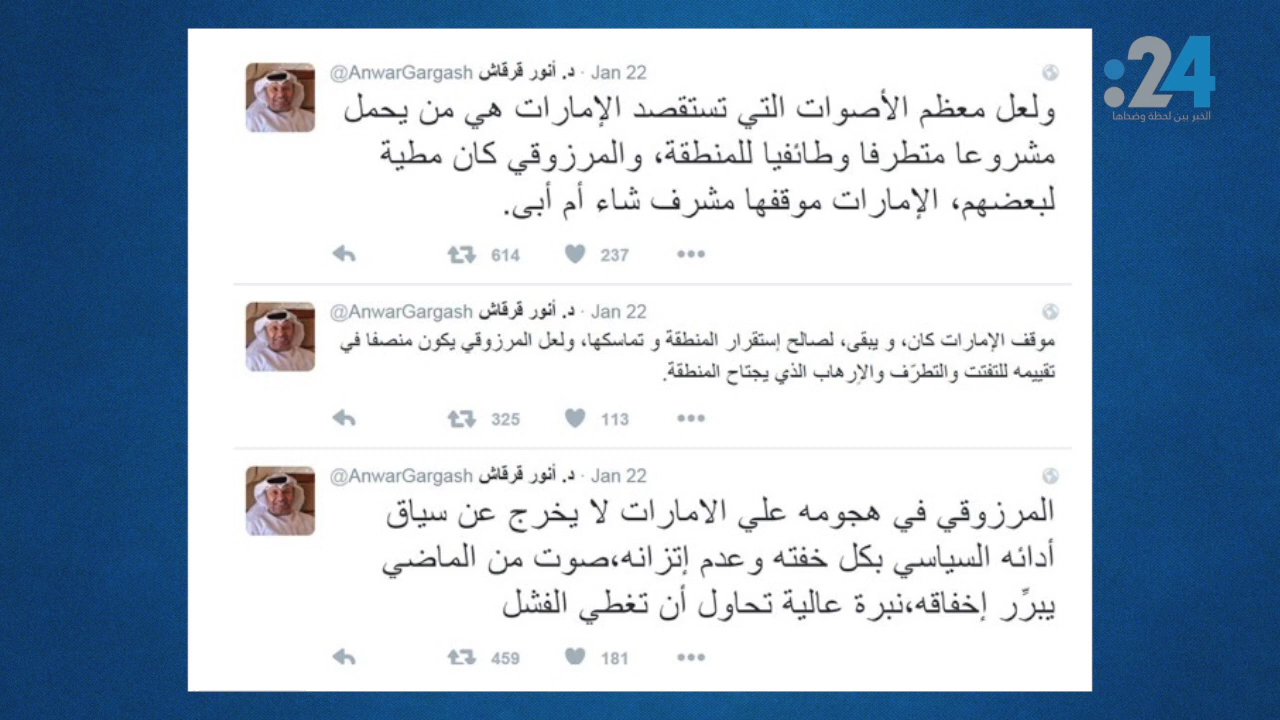 :24
الخبر بين لحظة وضحاها
@AnwarGargash د. أنور قرقاش · Jan 22
ولعل معظم الأصوات التي تستقصد الإمارات هي من يحمل
مشروعا متطرفا وطائفيا للمنطقة، والمرزوقي كان مطية
لبعضهم، الإمارات موقفها مشرف شاء أم أبى.
614 237
@AnwarGargash د. أنور قرقاش · Jan 22
موقف الإمارات كان، و يبقى، لصالح إستقرار المنطقة و تماسكها، ولعل المرزوقي يكون منصفا في
تقييمه للتفتت والتطرّف والإرهاب الذي يجتاح المنطقة.
325 113
@AnwarGargash د. أنور قرقاش · Jan 22
المرزوقي في هجومه علي الامارات لا يخرج عن سياق
أدائه السياسي بكل خفته وعدم إتزانه،صوت من الماضي
يبرِّر إخفاقه،نبرة عالية تحاول أن تغطي الفشل
459 181